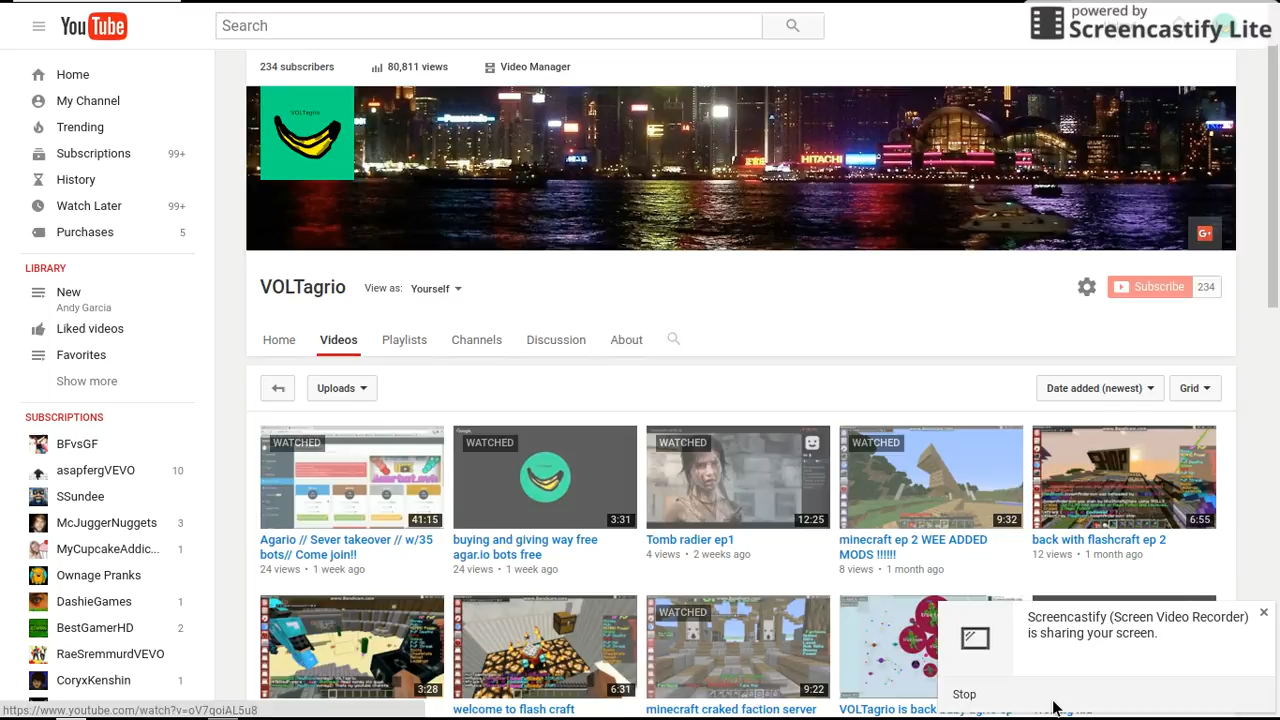 YouTube
Search
powered by
Screencastify Lite
Home
My Channel
Trending
Subscriptions 99+
History
Watch Later 99+
Purchases 5
LIBRARY
New
Andy Garcia
Liked videos
Favorites
Show more
SUBSCRIPTIONS
BFvsGF
asapfergVEVO 10
SSundee
McJuggerNuggets 3
MyCupcakeAddic... 1
Ownage Pranks
DashieGames 1
BestGamerHD 2
RaeSremmurdVEVO
CoryxKenshin 1
https://www.youtube.com/watch?v=oV7qoiAL5u8
234 subscribers 80,811 views Video Manager
VOLTagrio
HITACHI
G+
VOLTagrio View as: Yourself
Subscribe 234
Home Videos Playlists Channels Discussion About
Uploads Date added (newest) Grid
WATCHED
41:15
Agario // Sever takeover // w/35
bots// Come join!!
24 views • 1 week ago
WATCHED
3:31
buying and giving way free
agar.io bots free
24 views • 1 week ago
WATCHED
12:25
Tomb radier ep1
4 views • 2 weeks ago
WATCHED
9:32
minecraft ep 2 WEE ADDED
MODS !!!!!!
8 views • 1 month ago
6:55
back with flashcraft ep 2
12 views • 1 month ago
3:28
6:31
welcome to flash craft
WATCHED
9:22
minecraft craked faction server
VOLTagrio is back
Screencastify (Screen Video Recorder)
is sharing your screen.
Stop